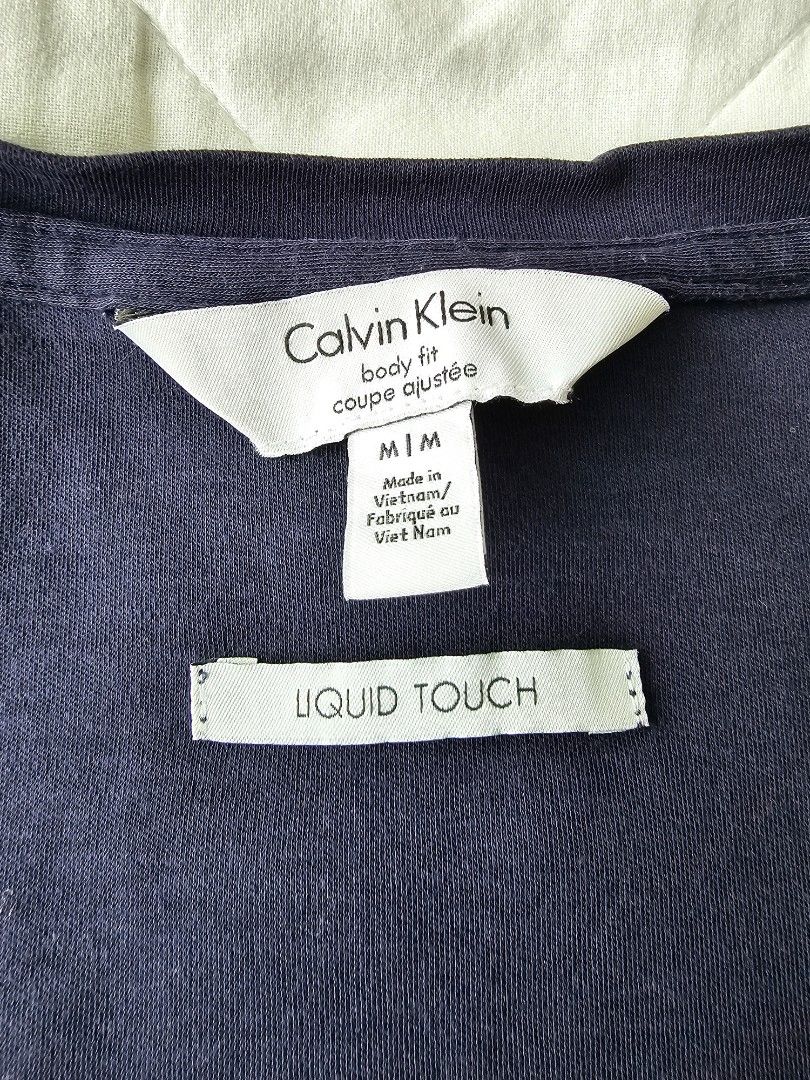 Calvin Klein
body fit
coupe ajustée
M|M
Made in
Vietnam/
Fabriqué au
Viet Nam
LIQUID TOUCH